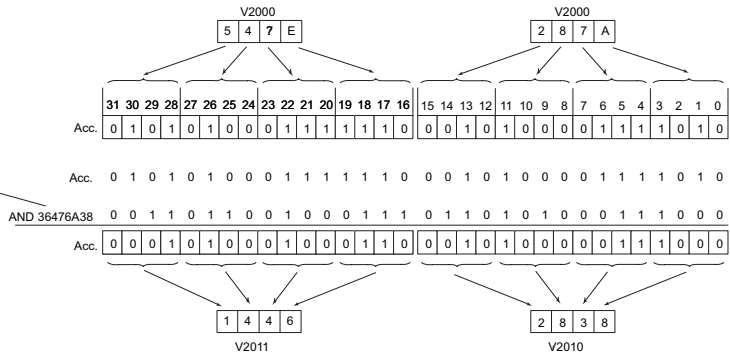 V2000 V2000
5 4 ? E 2 8 7 A
31 30 29 28 27 26 25 24 23 22 21 20 19 18 17 16 15 14 13 12 11 10 9 8 7 6 5 4 3 2 1 0
Acc. 0 1 0 1 0 1 0 0 0 1 1 1 1 1 1 0 0 0 1 0 1 0 0 0 0 1 1 1 1 0 1 0
Acc. 0 1 0 1 0 1 0 0 0 1 1 1 1 1 1 0 0 0 1 0 1 0 0 0 0 1 1 1 1 0 1 0
AND 36476A38 0 0 1 1 0 1 1 0 0 1 0 0 0 1 1 1 0 1 1 0 1 0 1 0 0 0 1 1 1 0 0 0
Acc. 0 0 0 1 0 1 0 0 0 1 0 0 0 1 1 0 0 0 1 0 1 0 0 0 0 0 1 1 1 0 0 0
1 4 4 6 2 8 3 8
V2011 V2010